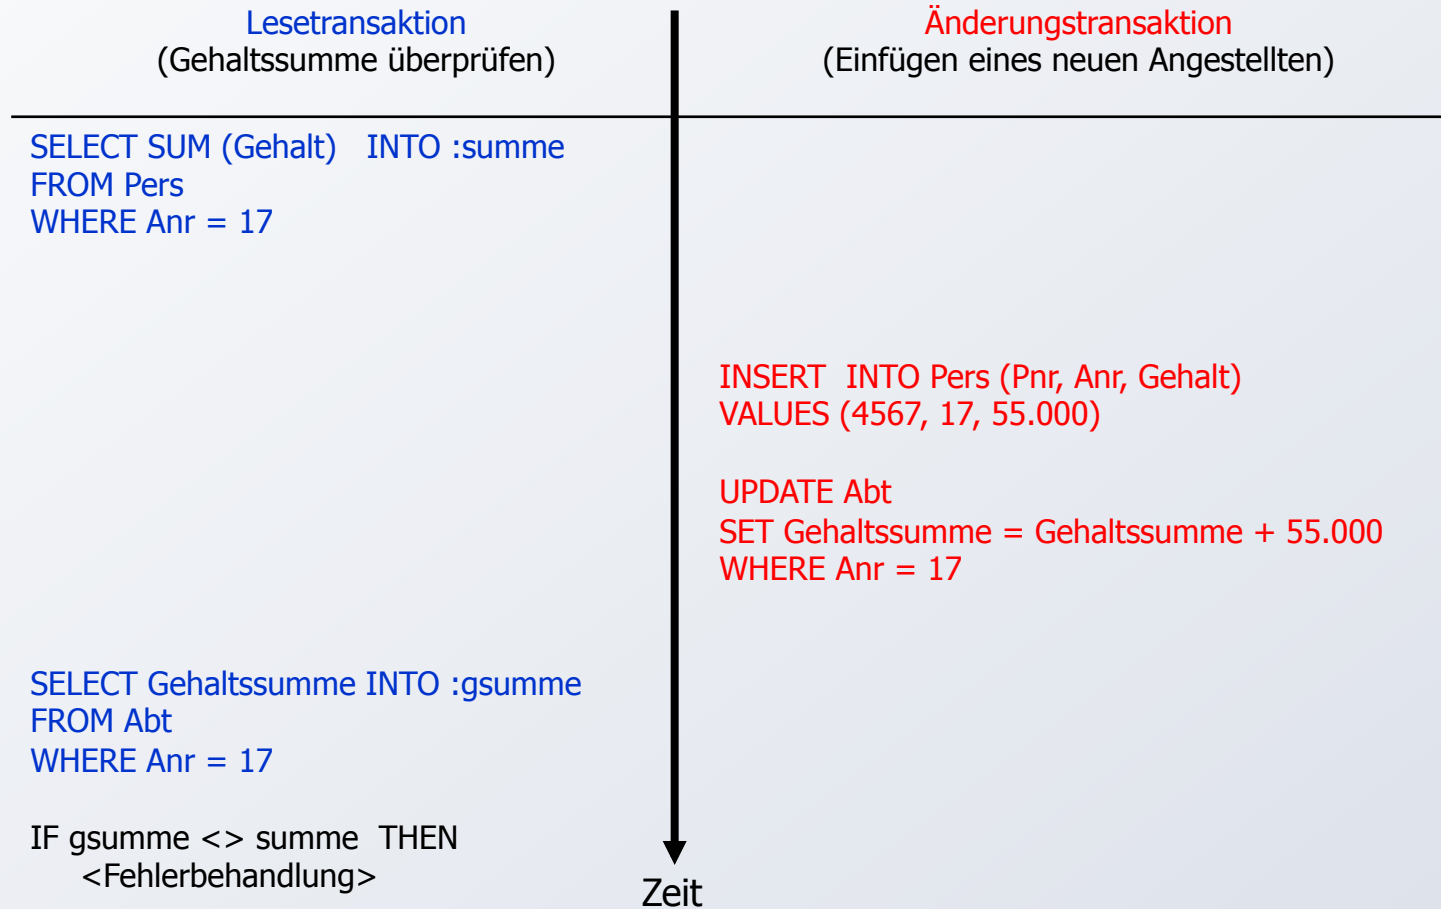 Lesetransaktion
(Gehaltssumme überprüfen)
Änderungstransaktion
(Einfügen eines neuen Angestellten)
SELECT SUM (Gehalt) INTO :summe
FROM Pers
WHERE Anr = 17
INSERT INTO Pers (Pnr, Anr, Gehalt)
VALUES (4567, 17, 55.000)
UPDATE Abt
SET Gehaltssumme = Gehaltssumme + 55.000
WHERE Anr = 17
SELECT Gehaltssumme INTO :gsumme
FROM Abt
WHERE Anr = 17
IF gsumme <> summe THEN
<Fehlerbehandlung>
Zeit